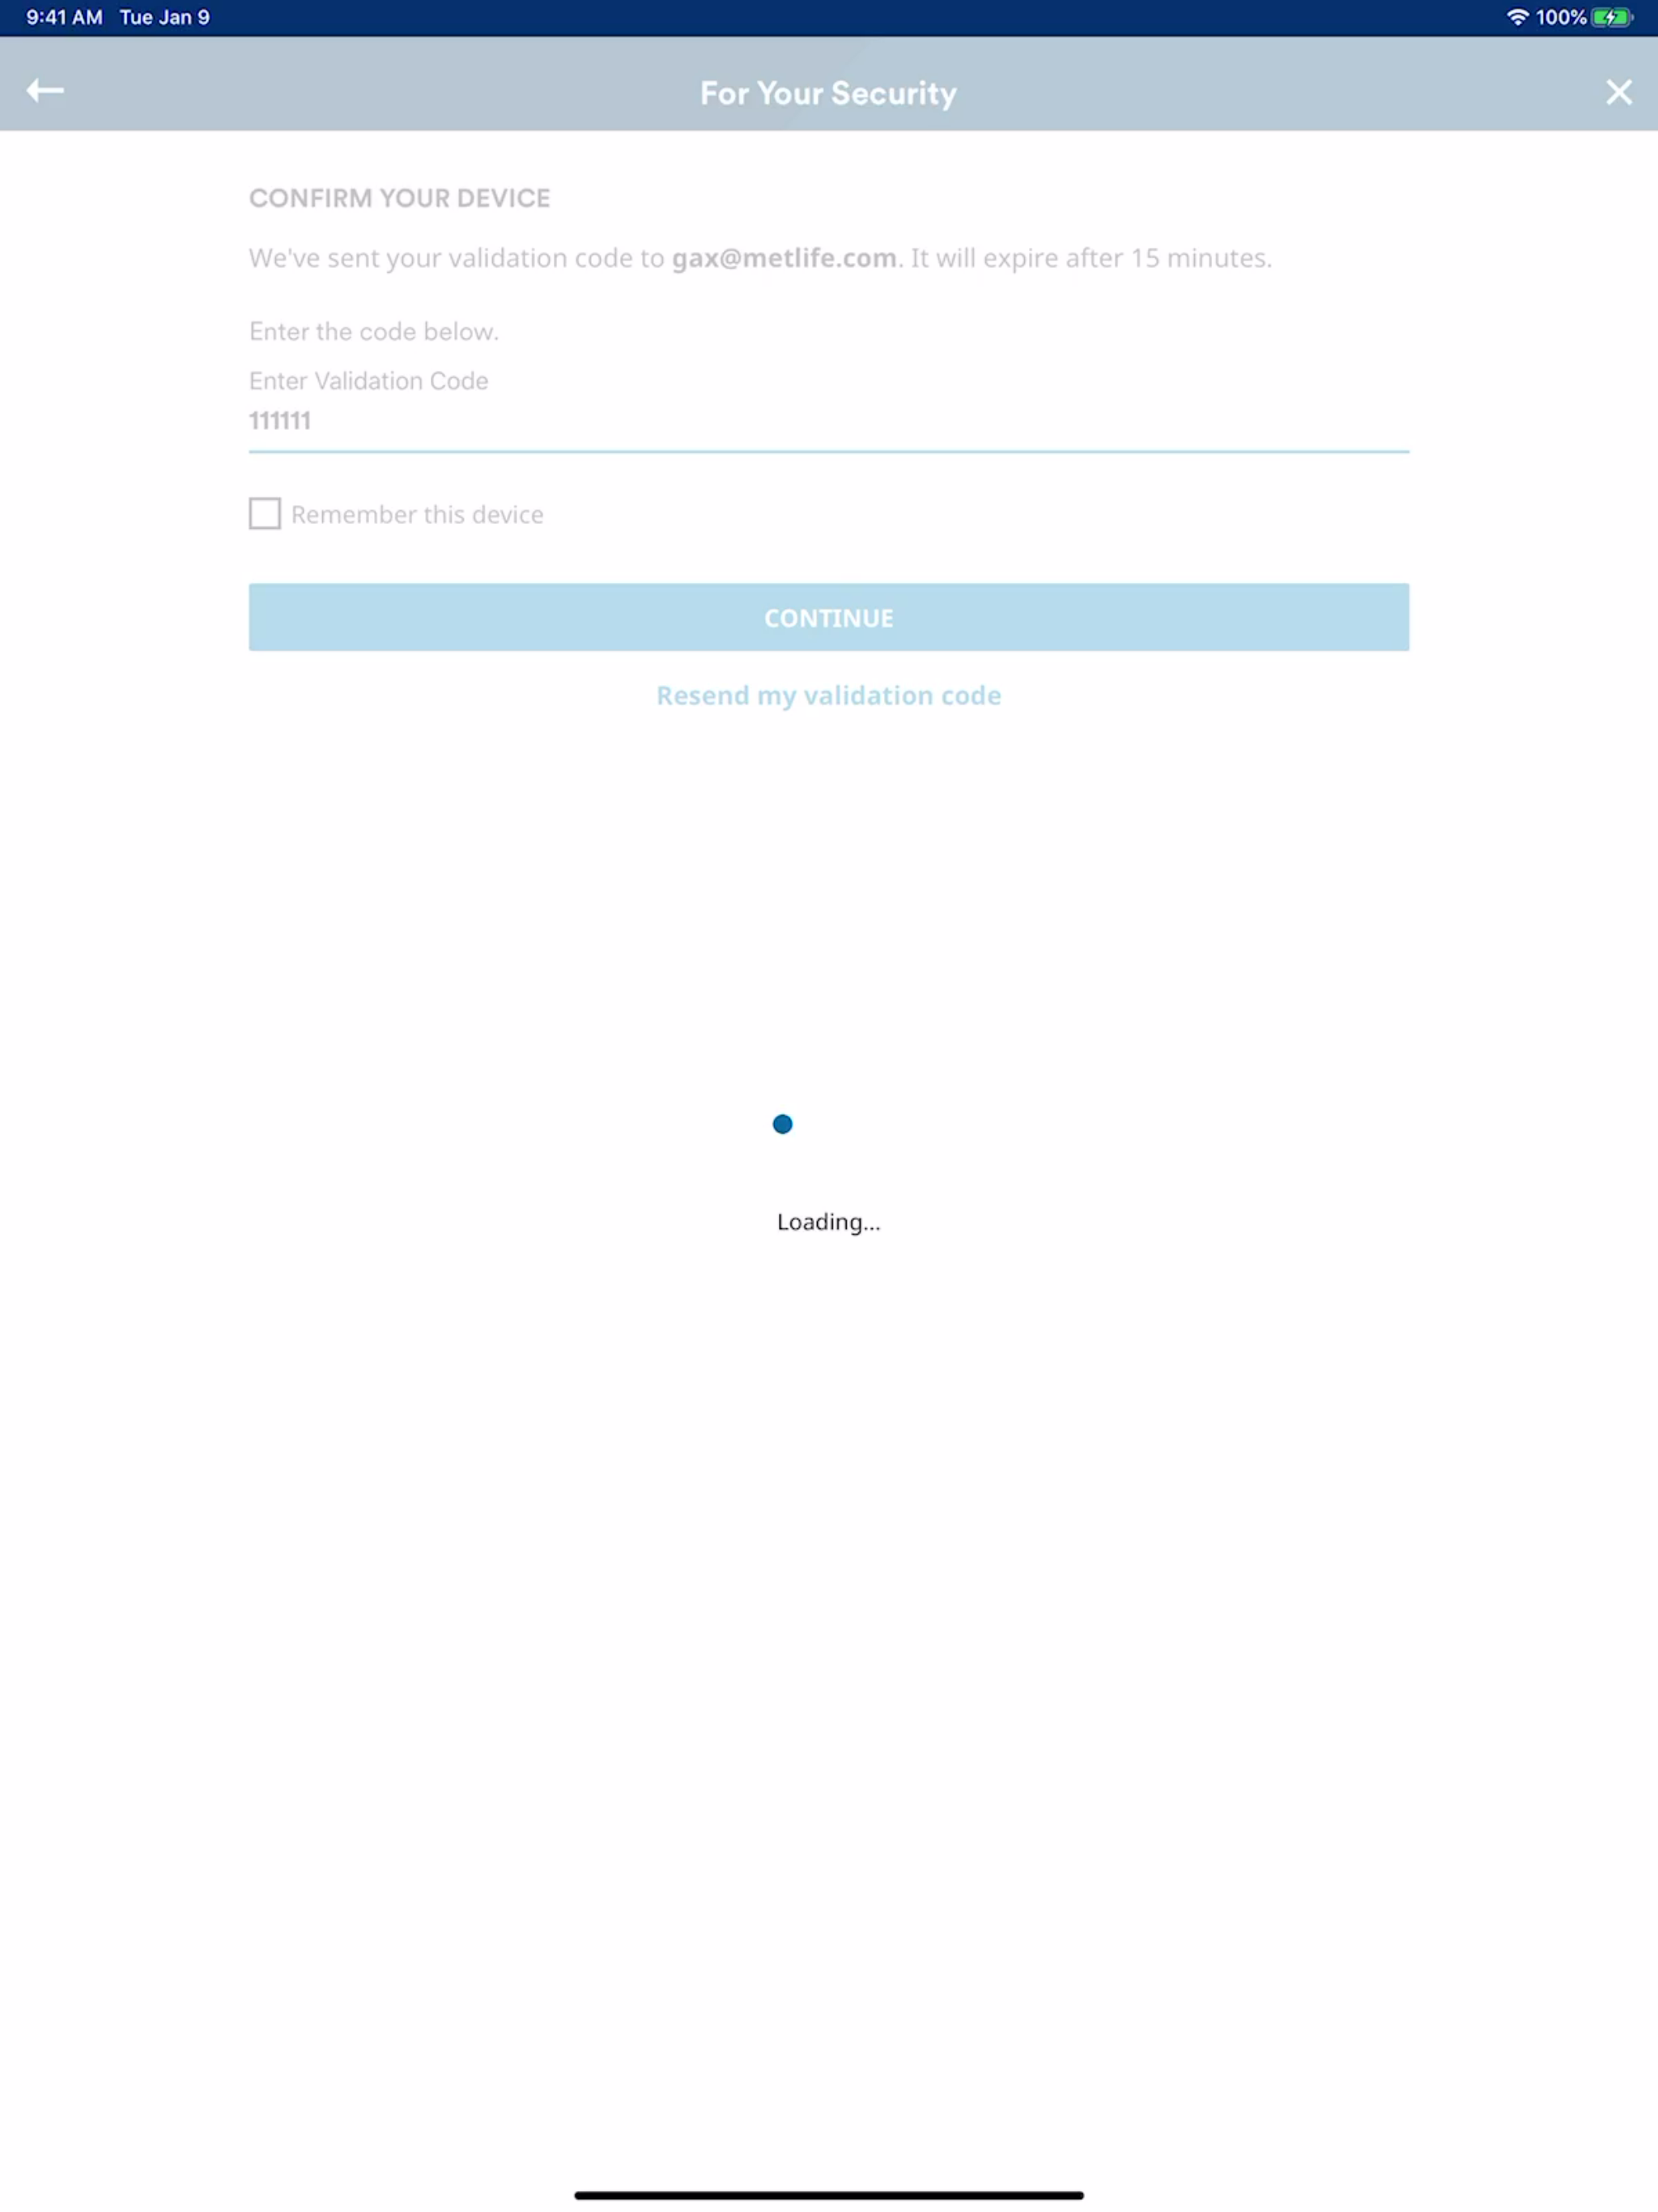 9:41 AM Tue Jan 9 100%
For Your Security
CONFIRM YOUR DEVICE
We've sent your validation code to gax@metlife.com. It will expire after 15 minutes.
Enter the code below.
Enter Validation Code
111111
Remember this device
CONTINUE
Resend my validation code
Loading...